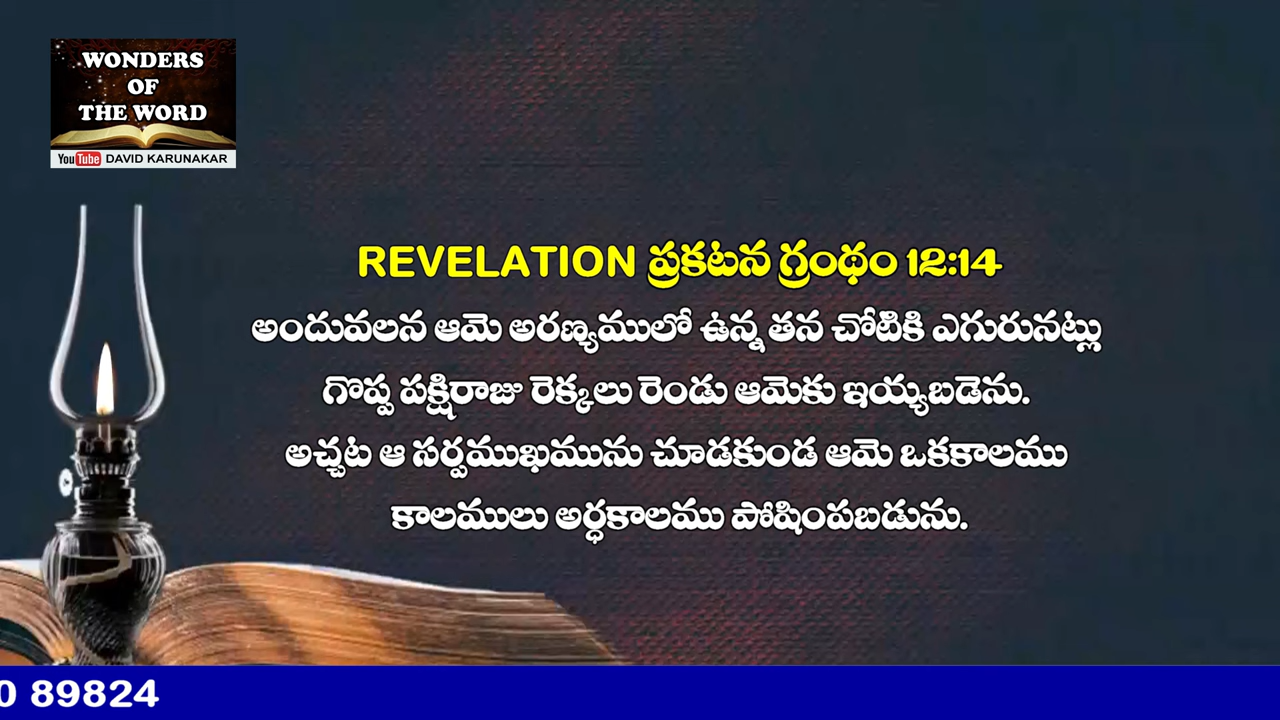 WONDERS
OF
THE WORD
YouTube DAVID KARUNAKAR
REVELATION ప్రకటన గ్రంథం 12:14
అందువలన ఆమె అరణ్యములో ఉన్న తన చోటికి ఎగురునట్లు
గొప్ప పక్షిరాజు రెక్కలు రెండు ఆమెకు ఇయ్యబడెను.
అచ్చట ఆ సర్పముఖమును చూడకుండ ఆమె ఒకకాలము
కాలములు అర్ధకాలము పోషింపబడును.
0 89824